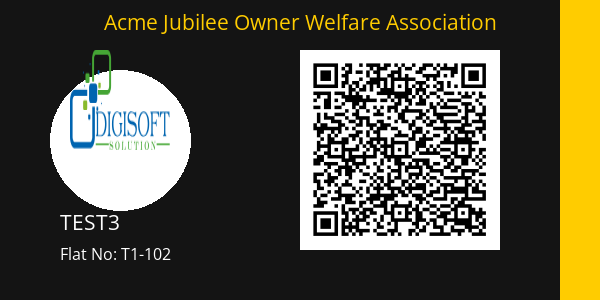 Acme Jubilee Owner Welfare Association
DIGISOFT
SOLUTION
TEST3
Flat No: T1-102